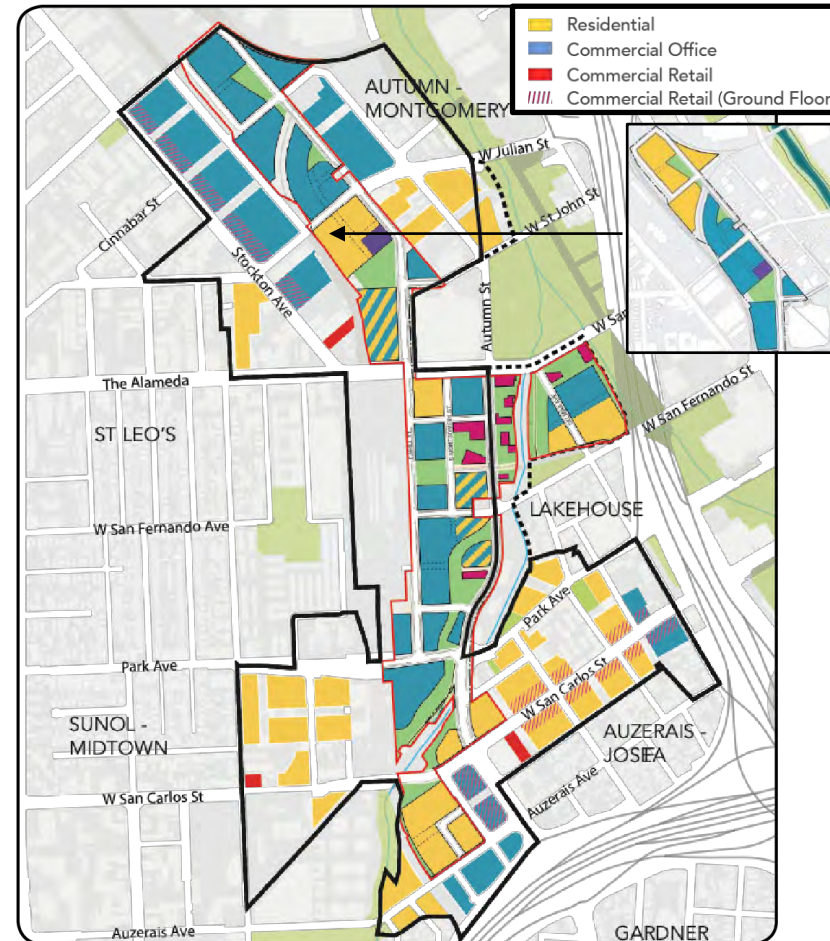 Residential
Commercial Office
Commercial Retail
Commercial Retail (Ground Floor
AUTUMN -
MONTGOMERY
W Julian St
W St John St
Cinnabar St
Stockton Ave
Autumn St
W San
W San Fernando St
The Alameda
ST LEO'S
LAKEHOUSE
W San Fernando Ave
Park Ave
Park Ave
W San Carlos St
SUNOL -
MIDTOWN
AUZERAIS -
JOSEFA
W San Carlos St
Auzerais Ave
Auzerais Ave
GARDNER